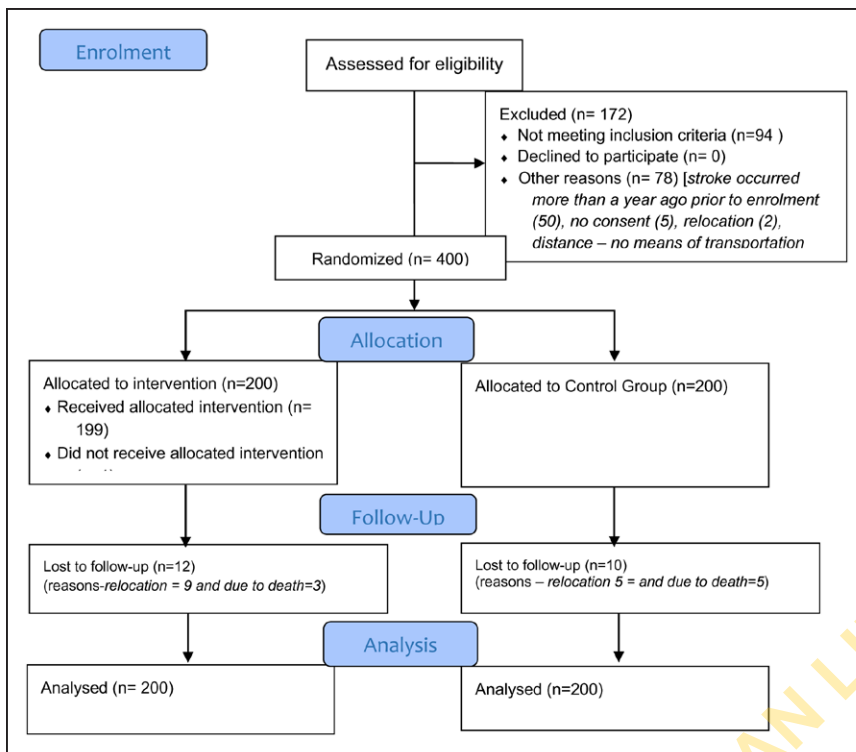 Enrolment
Assessed for eligibility
Excluded (n= 172)
♦ Not meeting inclusion criteria (n=94 )
♦ Declined to participate (n= 0)
♦ Other reasons (n= 78) [stroke occurred
more than a year ago prior to enrolment
(50), no consent (5), relocation (2),
distance – no means of transportation
Randomized (n= 400)
Allocation
Allocated to intervention (n=200)
♦ Received allocated intervention (n=
199)
♦ Did not receive allocated intervention
Allocated to Control Group (n=200)
Follow-Up
Lost to follow-up (n=12)
(reasons-relocation = 9 and due to death=3)
Lost to follow-up (n=10)
(reasons – relocation 5 = and due to death=5)
Analysis
Analysed (n= 200)
Analysed (n=200)